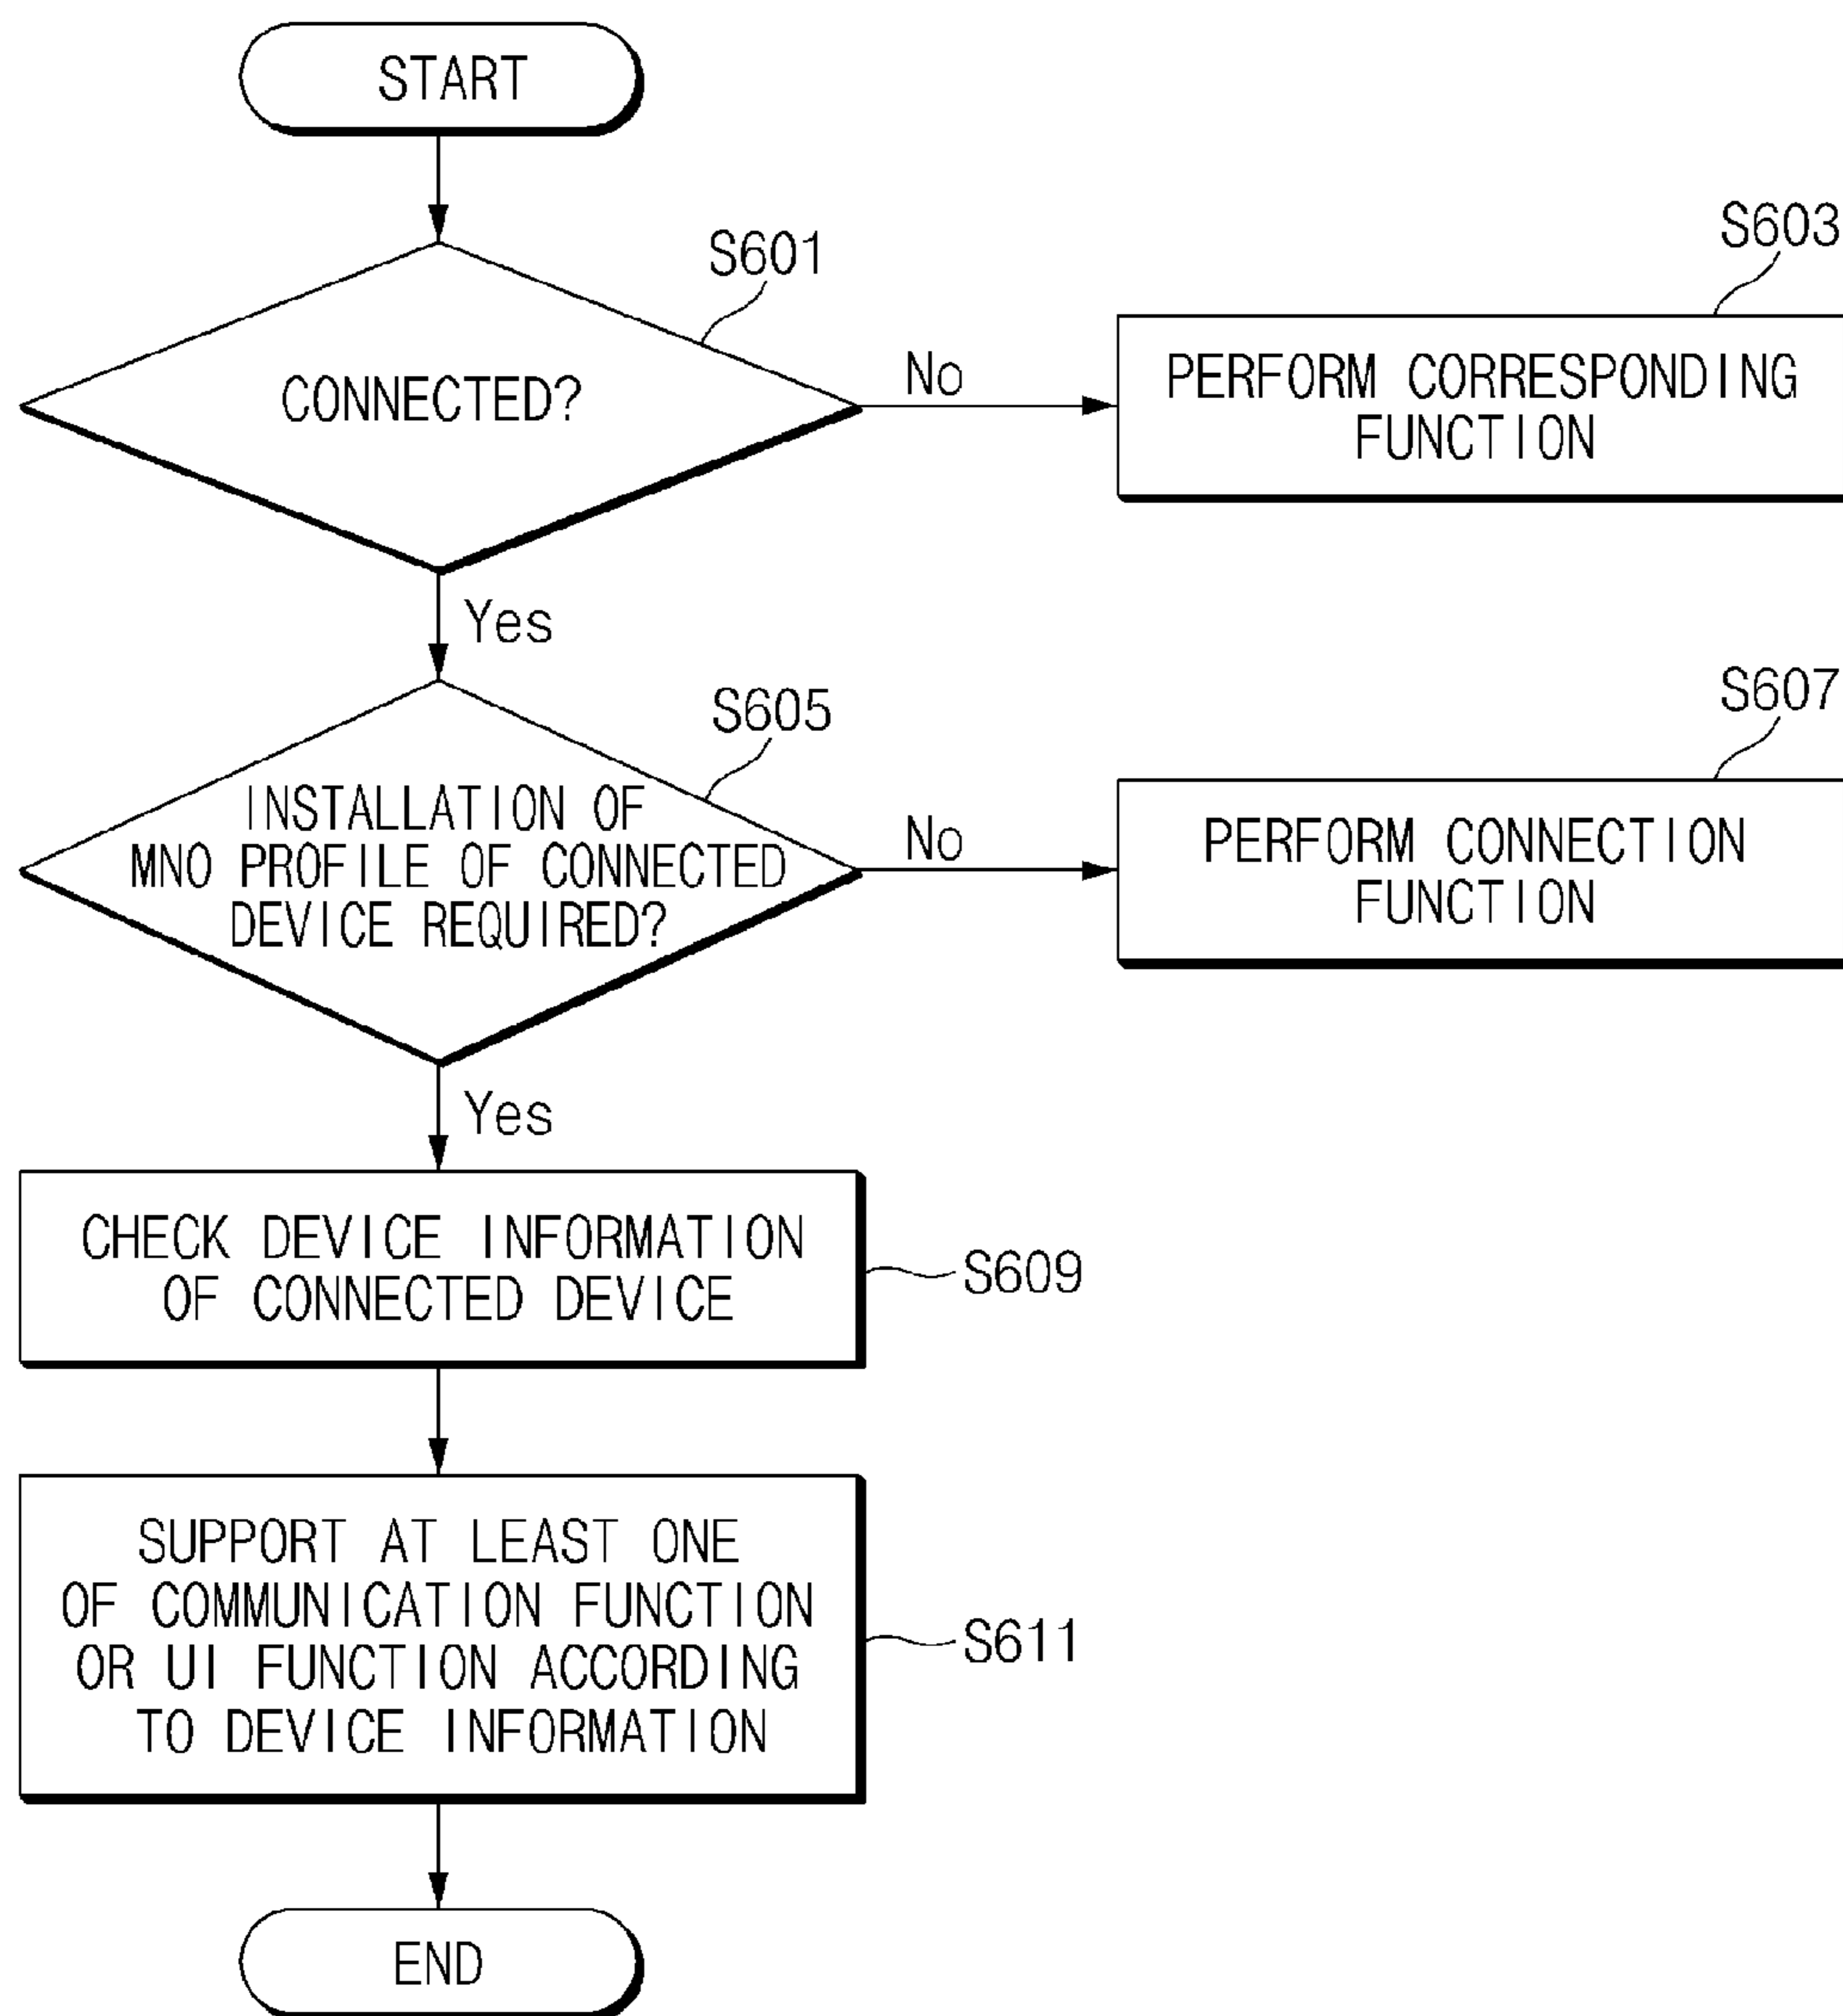 START
S601
CONNECTED?
No
S603
PERFORM CORRESPONDING
FUNCTION
Yes
S605
INSTALLATION OF
MNO PROFILE OF CONNECTED
DEVICE REQUIRED?
No
S607
PERFORM CONNECTION
FUNCTION
Yes
CHECK DEVICE INFORMATION
OF CONNECTED DEVICE
S609
SUPPORT AT LEAST ONE
OF COMMUNICATION FUNCTION
OR UI FUNCTION ACCORDING
TO DEVICE INFORMATION
S611
END